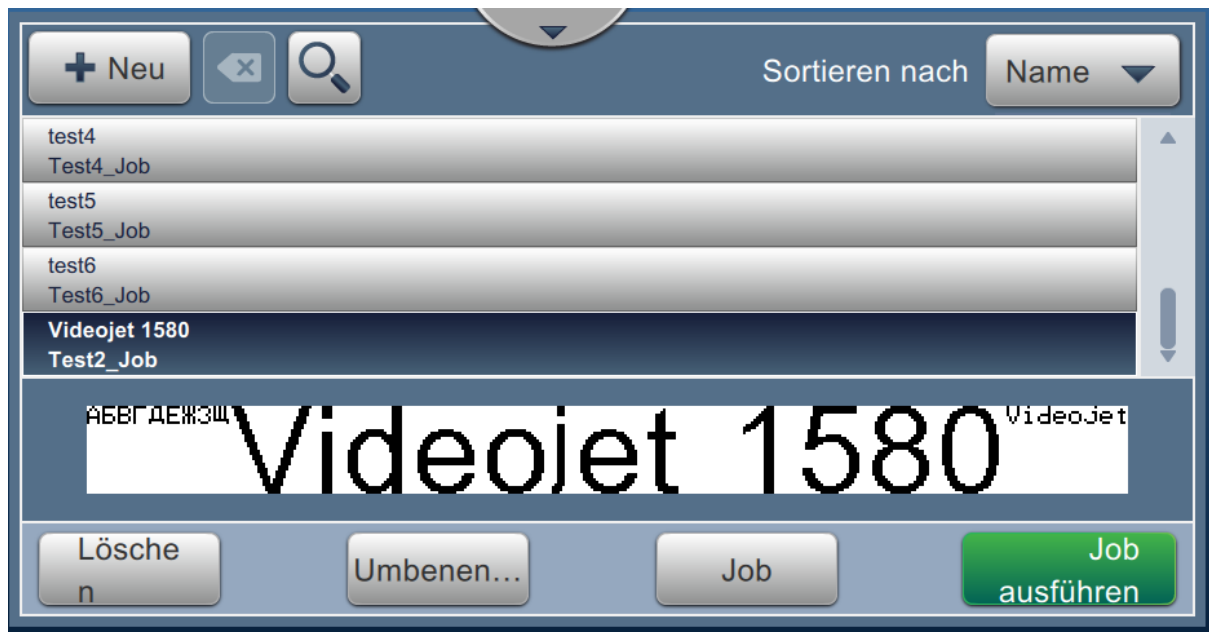 Neu
Sortieren nach
Name
test4
Test4_Job
test5
Test5_Job
test6
Test6_Job
Videojet 1580
Test2_Job
АБВГДЕЖЗЩ Videojet 1580 Videojet
Lösche
n
Umbenen...
Job
Job
ausführen